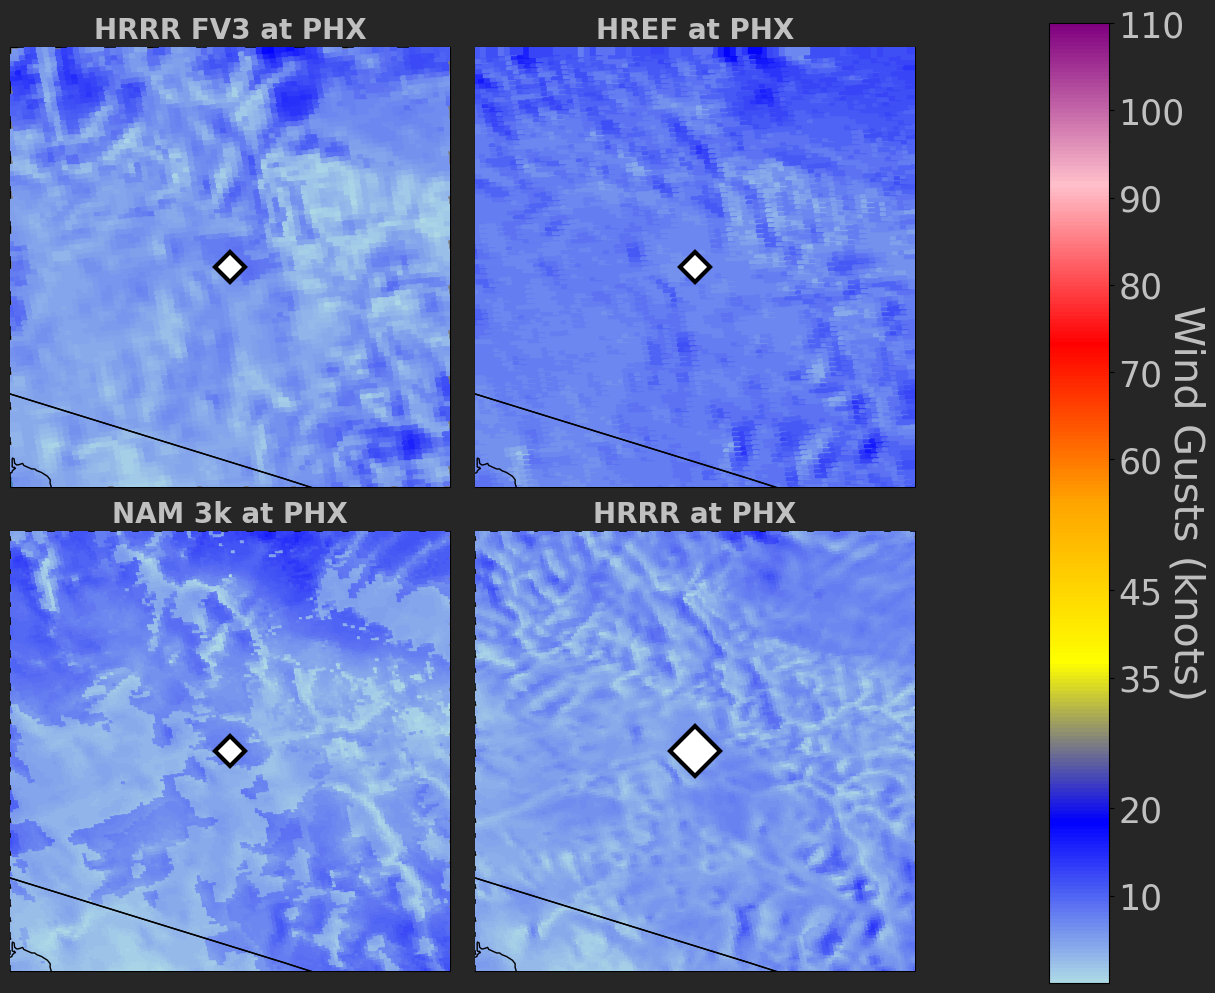 HRRR FV3 at PHX
HREF at PHX
NAM 3k at PHX
HRRR at PHX
110
100
90
80
70
60
45
35
20
10
Wind Gusts (knots)